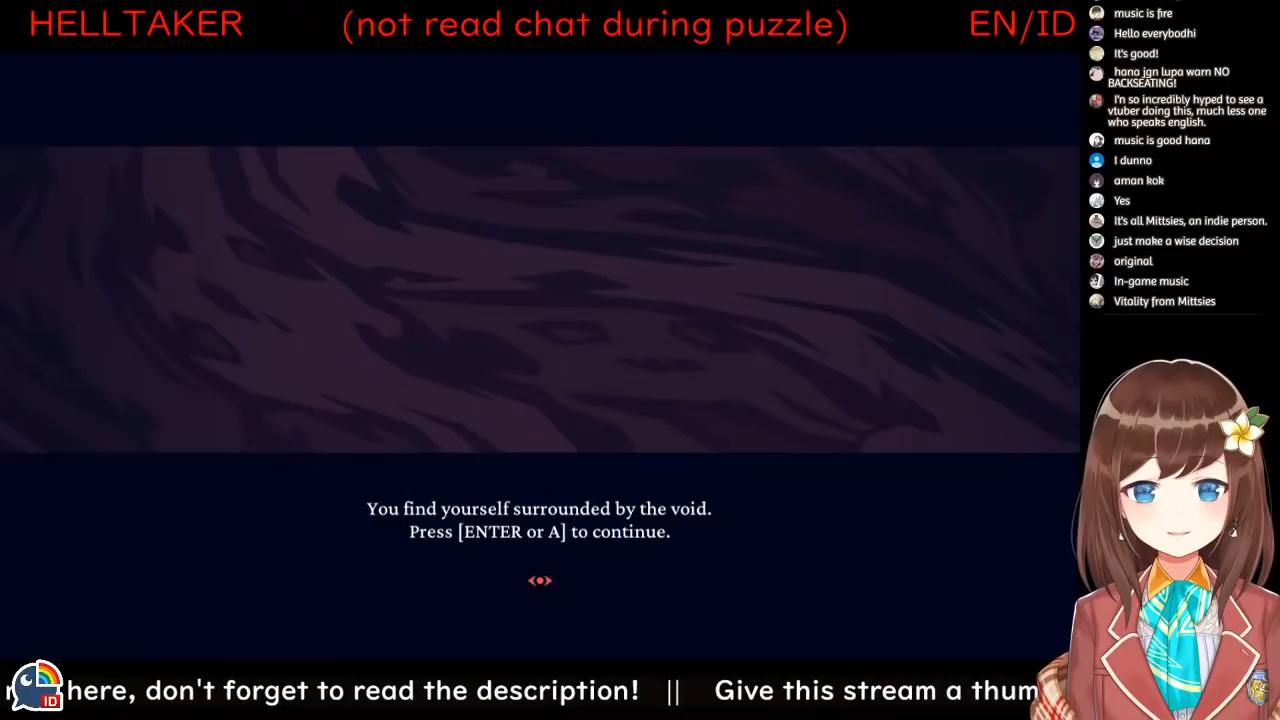 HELLTAKER (not read chat during puzzle) EN/ID
music is fire
Hello everybodhi
It's good!
hana jgn lupa warn NO
BACKSEATING!
I'n so incredibly hyped to see a
vtuber doing this, much less one
who speaks english.
music is good hana
I dunno
aman kok
Yes
It's all Mittsies, an indie person.
just make a wise decision
original
In-game music
Vitality from Mittsies
You find yourself surrounded by the void.
Press [ENTER or A] to continue.
here, don't forget to read the description! || Give this stream a thum
ID